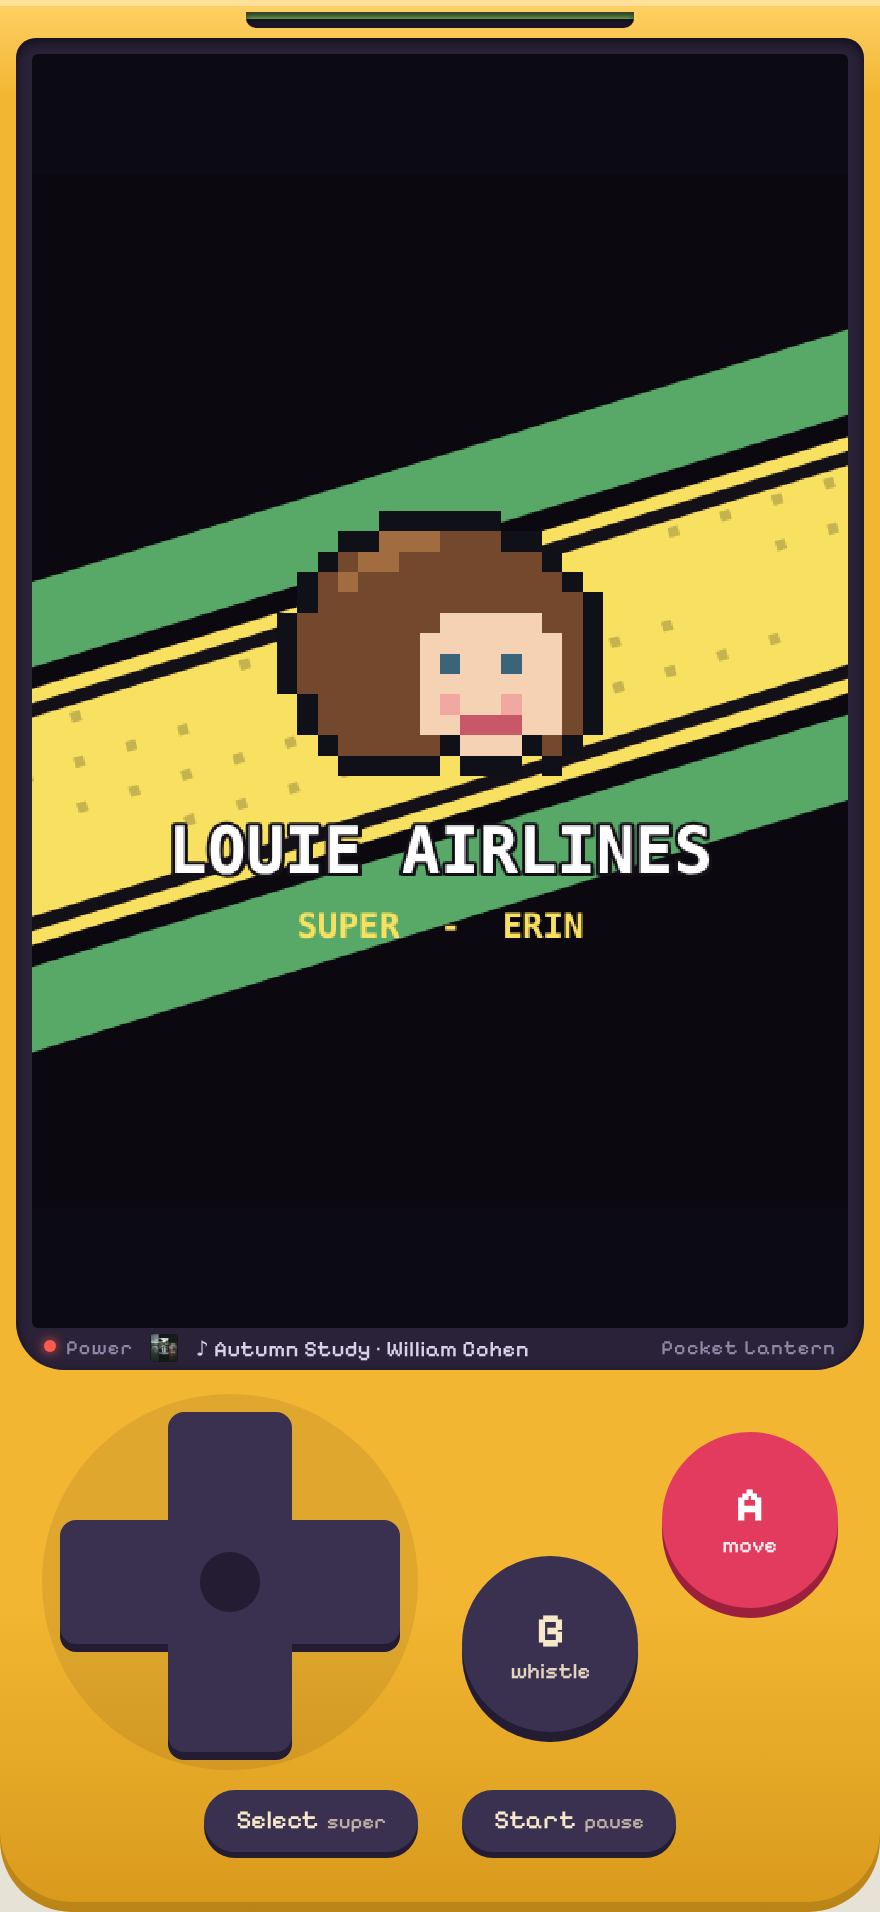 LOUIE AIRLINES
SUPER - ERIN
Power ♪ Autumn Study · William Cohen Pocket Lantern
A
move
B
whistle
Select super Start pause